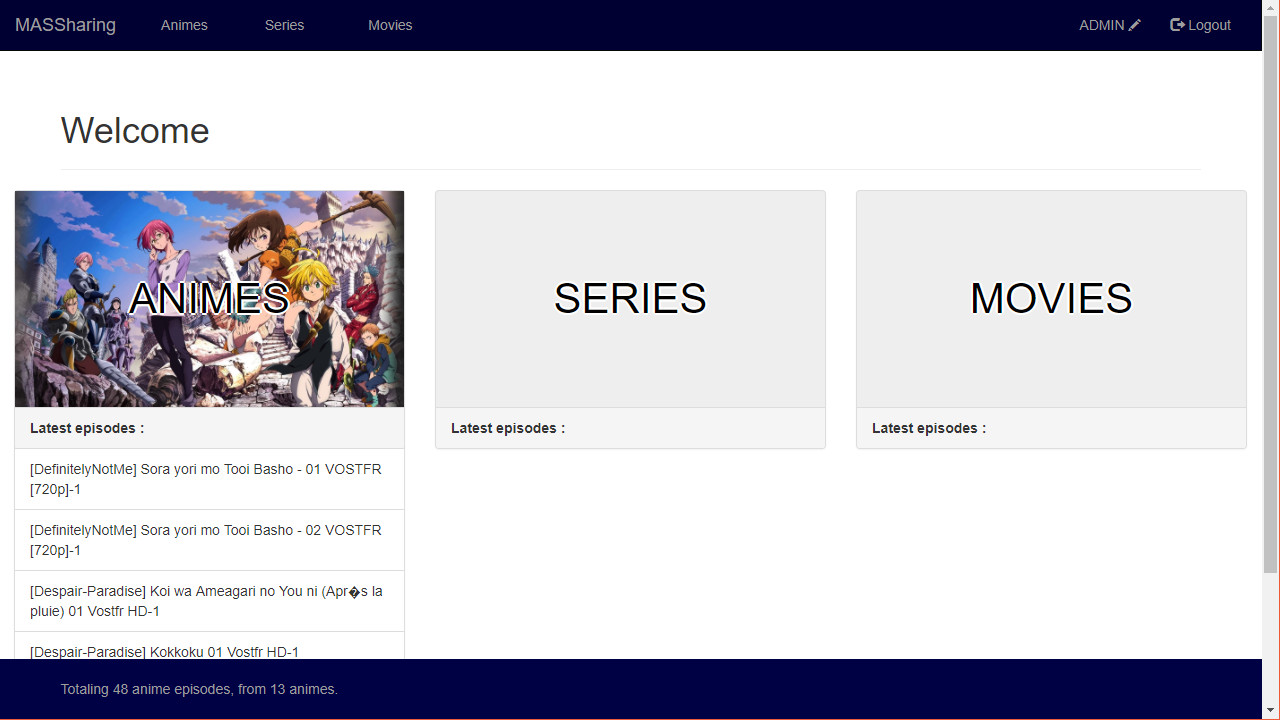 MASSharing Animes Series Movies ADMIN Logout
Welcome
ANIMES
Latest episodes :
[DefinitelyNotMe] Sora yori mo Tooi Basho - 01 VOSTFR
[720p]-1
[DefinitelyNotMe] Sora yori mo Tooi Basho - 02 VOSTFR
[720p]-1
[Despair-Paradise] Koi wa Ameagari no You ni (Apr�s la
pluie) 01 Vostfr HD-1
[Despair-Paradise] Kokkoku 01 Vostfr HD-1
SERIES
Latest episodes :
MOVIES
Latest episodes :
Totaling 48 anime episodes, from 13 animes.